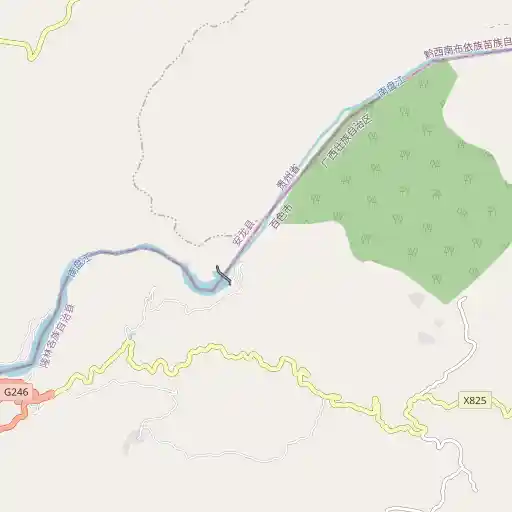 黔西南布依族苗族自
南盘江
广西壮族自治区
贵州省
百色市
安龙县
南盘江
隆林各族自治县
G246
X825